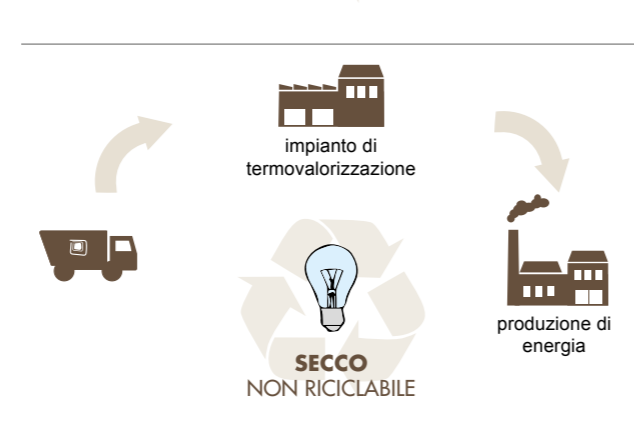 impianto di
termovalorizzazione
produzione di
energia
SECCO
NON RICICLABILE